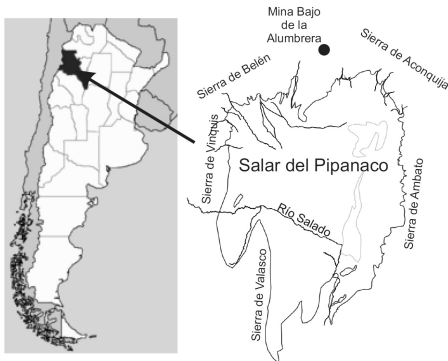 Mina Bajo
de la
Alumbrera
Sierra de Aconquija
Sierra de Belén
Sierra de Vinquis
Salar del Pipanaco
Sierra de Ambato
Río Salado
Sierra de Velasco